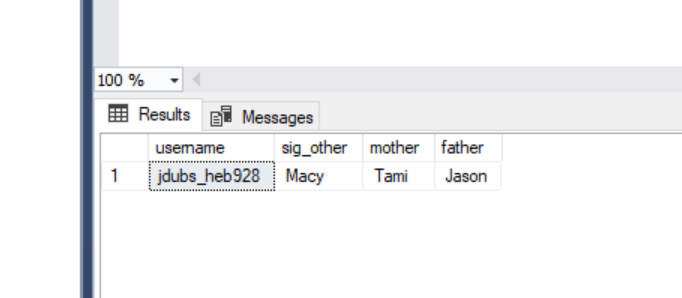 100 %
Results Messages
username sig_other mother father
1 jdubs_heb928 Macy Tami Jason